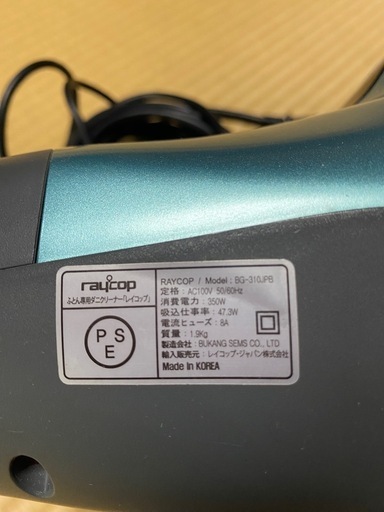 raycop
ふとん専用ダニクリーナー「レイコップ」
PSE
RAYCOP / Model : BG-310JPB
定格 : AC100V 50/60Hz
消費電力 : 350W
吸込仕事率 : 47.3W
電流ヒューズ : 8A
質量 : 1.9Kg
製造会社 : BUKANG SEMS CO., LTD
輸入販売元 : レイコップ・ジャパン株式会社
Made In KOREA